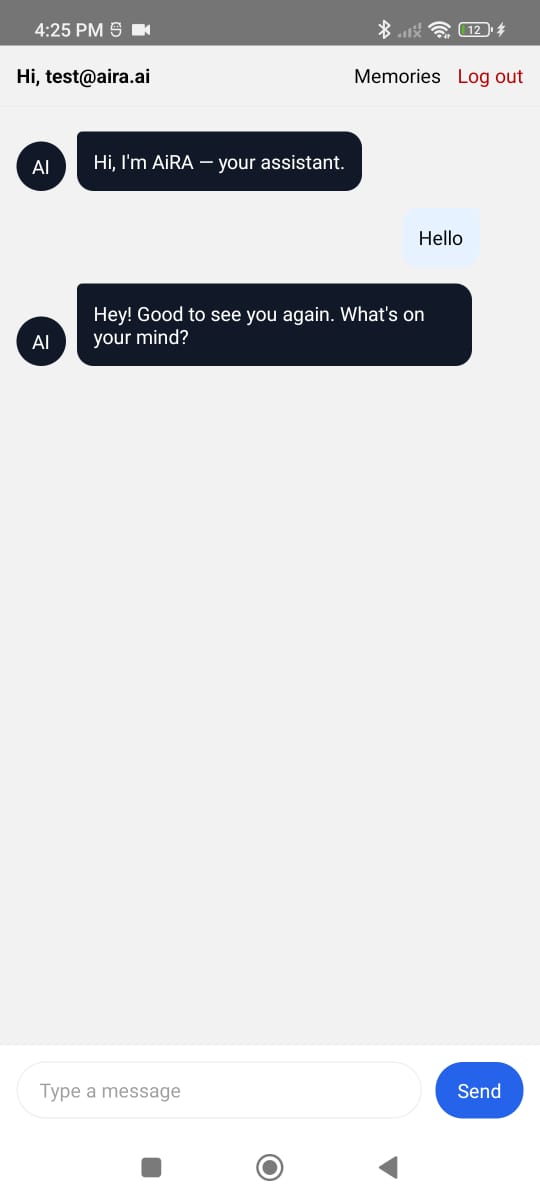 4:25 PM
12
Hi, test@aira.ai
Memories
Log out
AI
Hi, I'm AiRA — your assistant.
Hello
AI
Hey! Good to see you again. What's on
your mind?
Type a message
Send